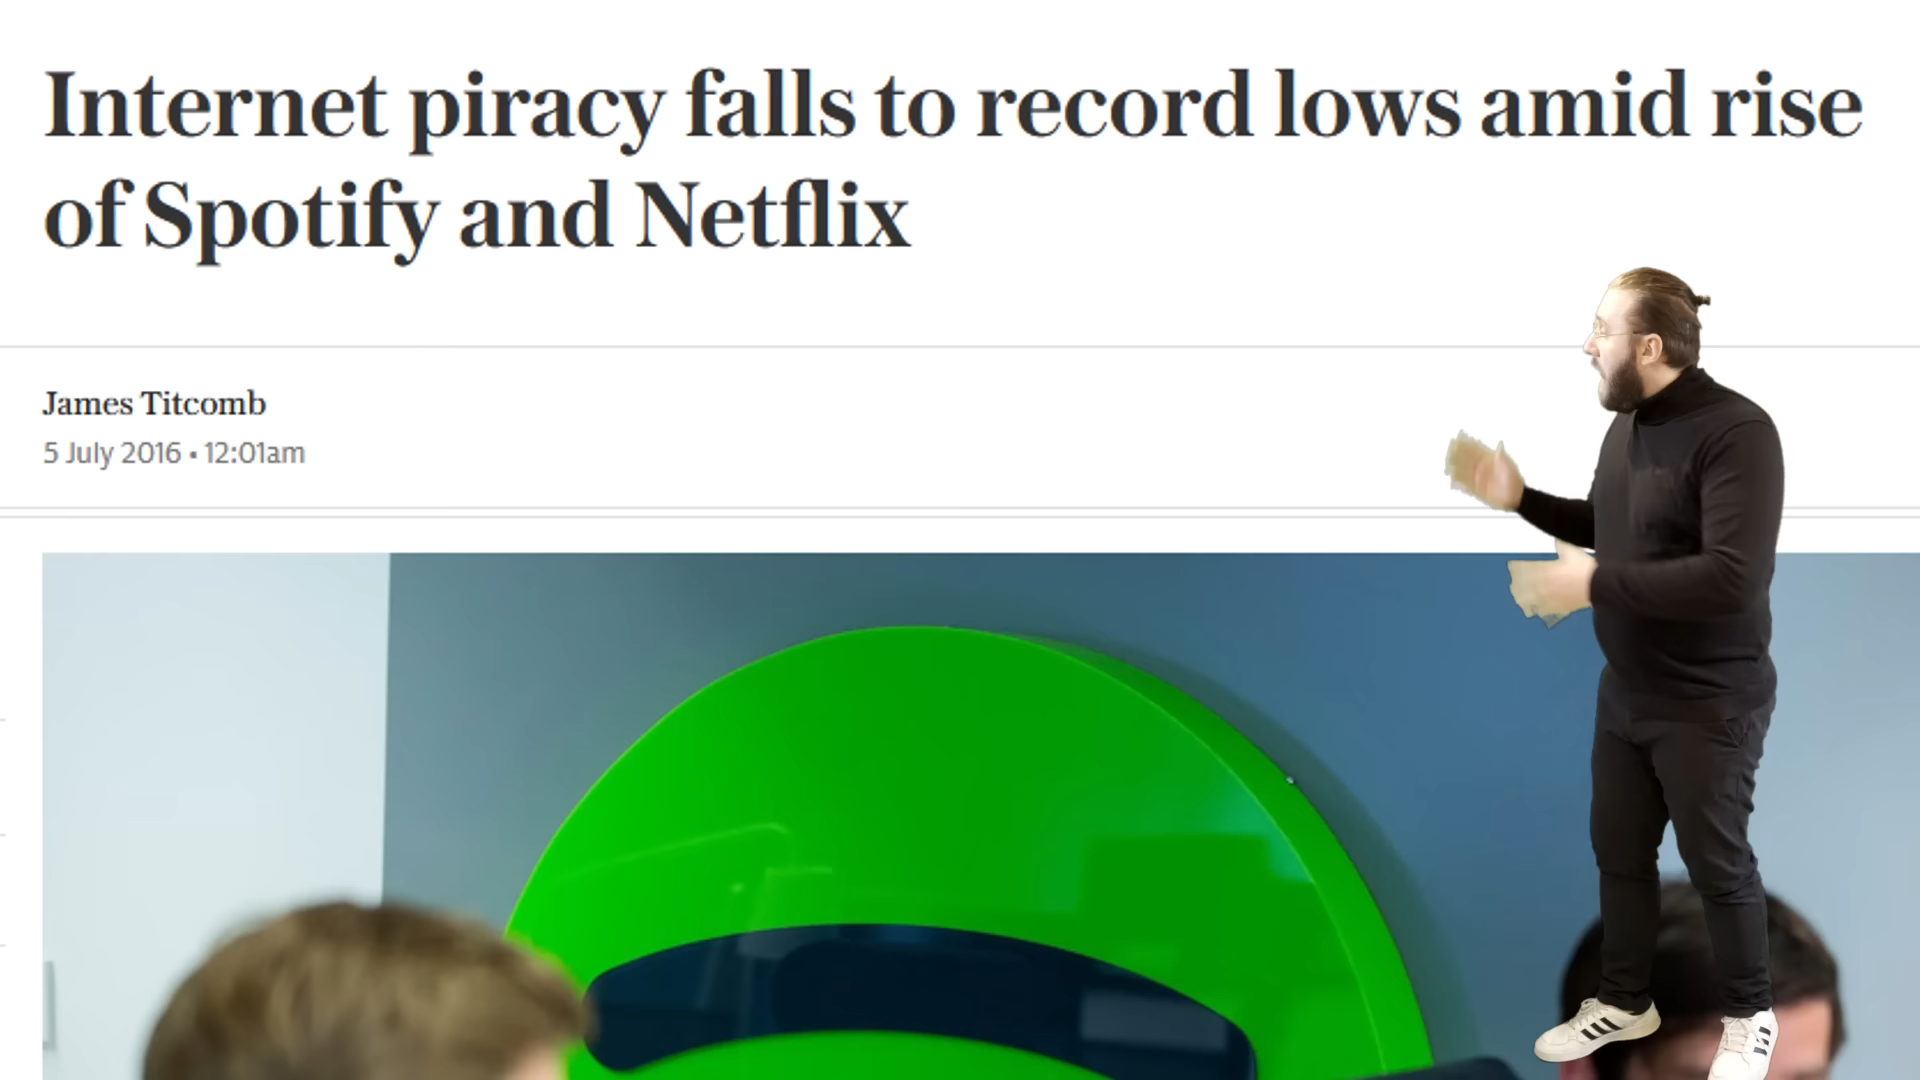 Internet piracy falls to record lows amid rise
of Spotify and Netflix
James Titcomb
5 July 2016 • 12:01am